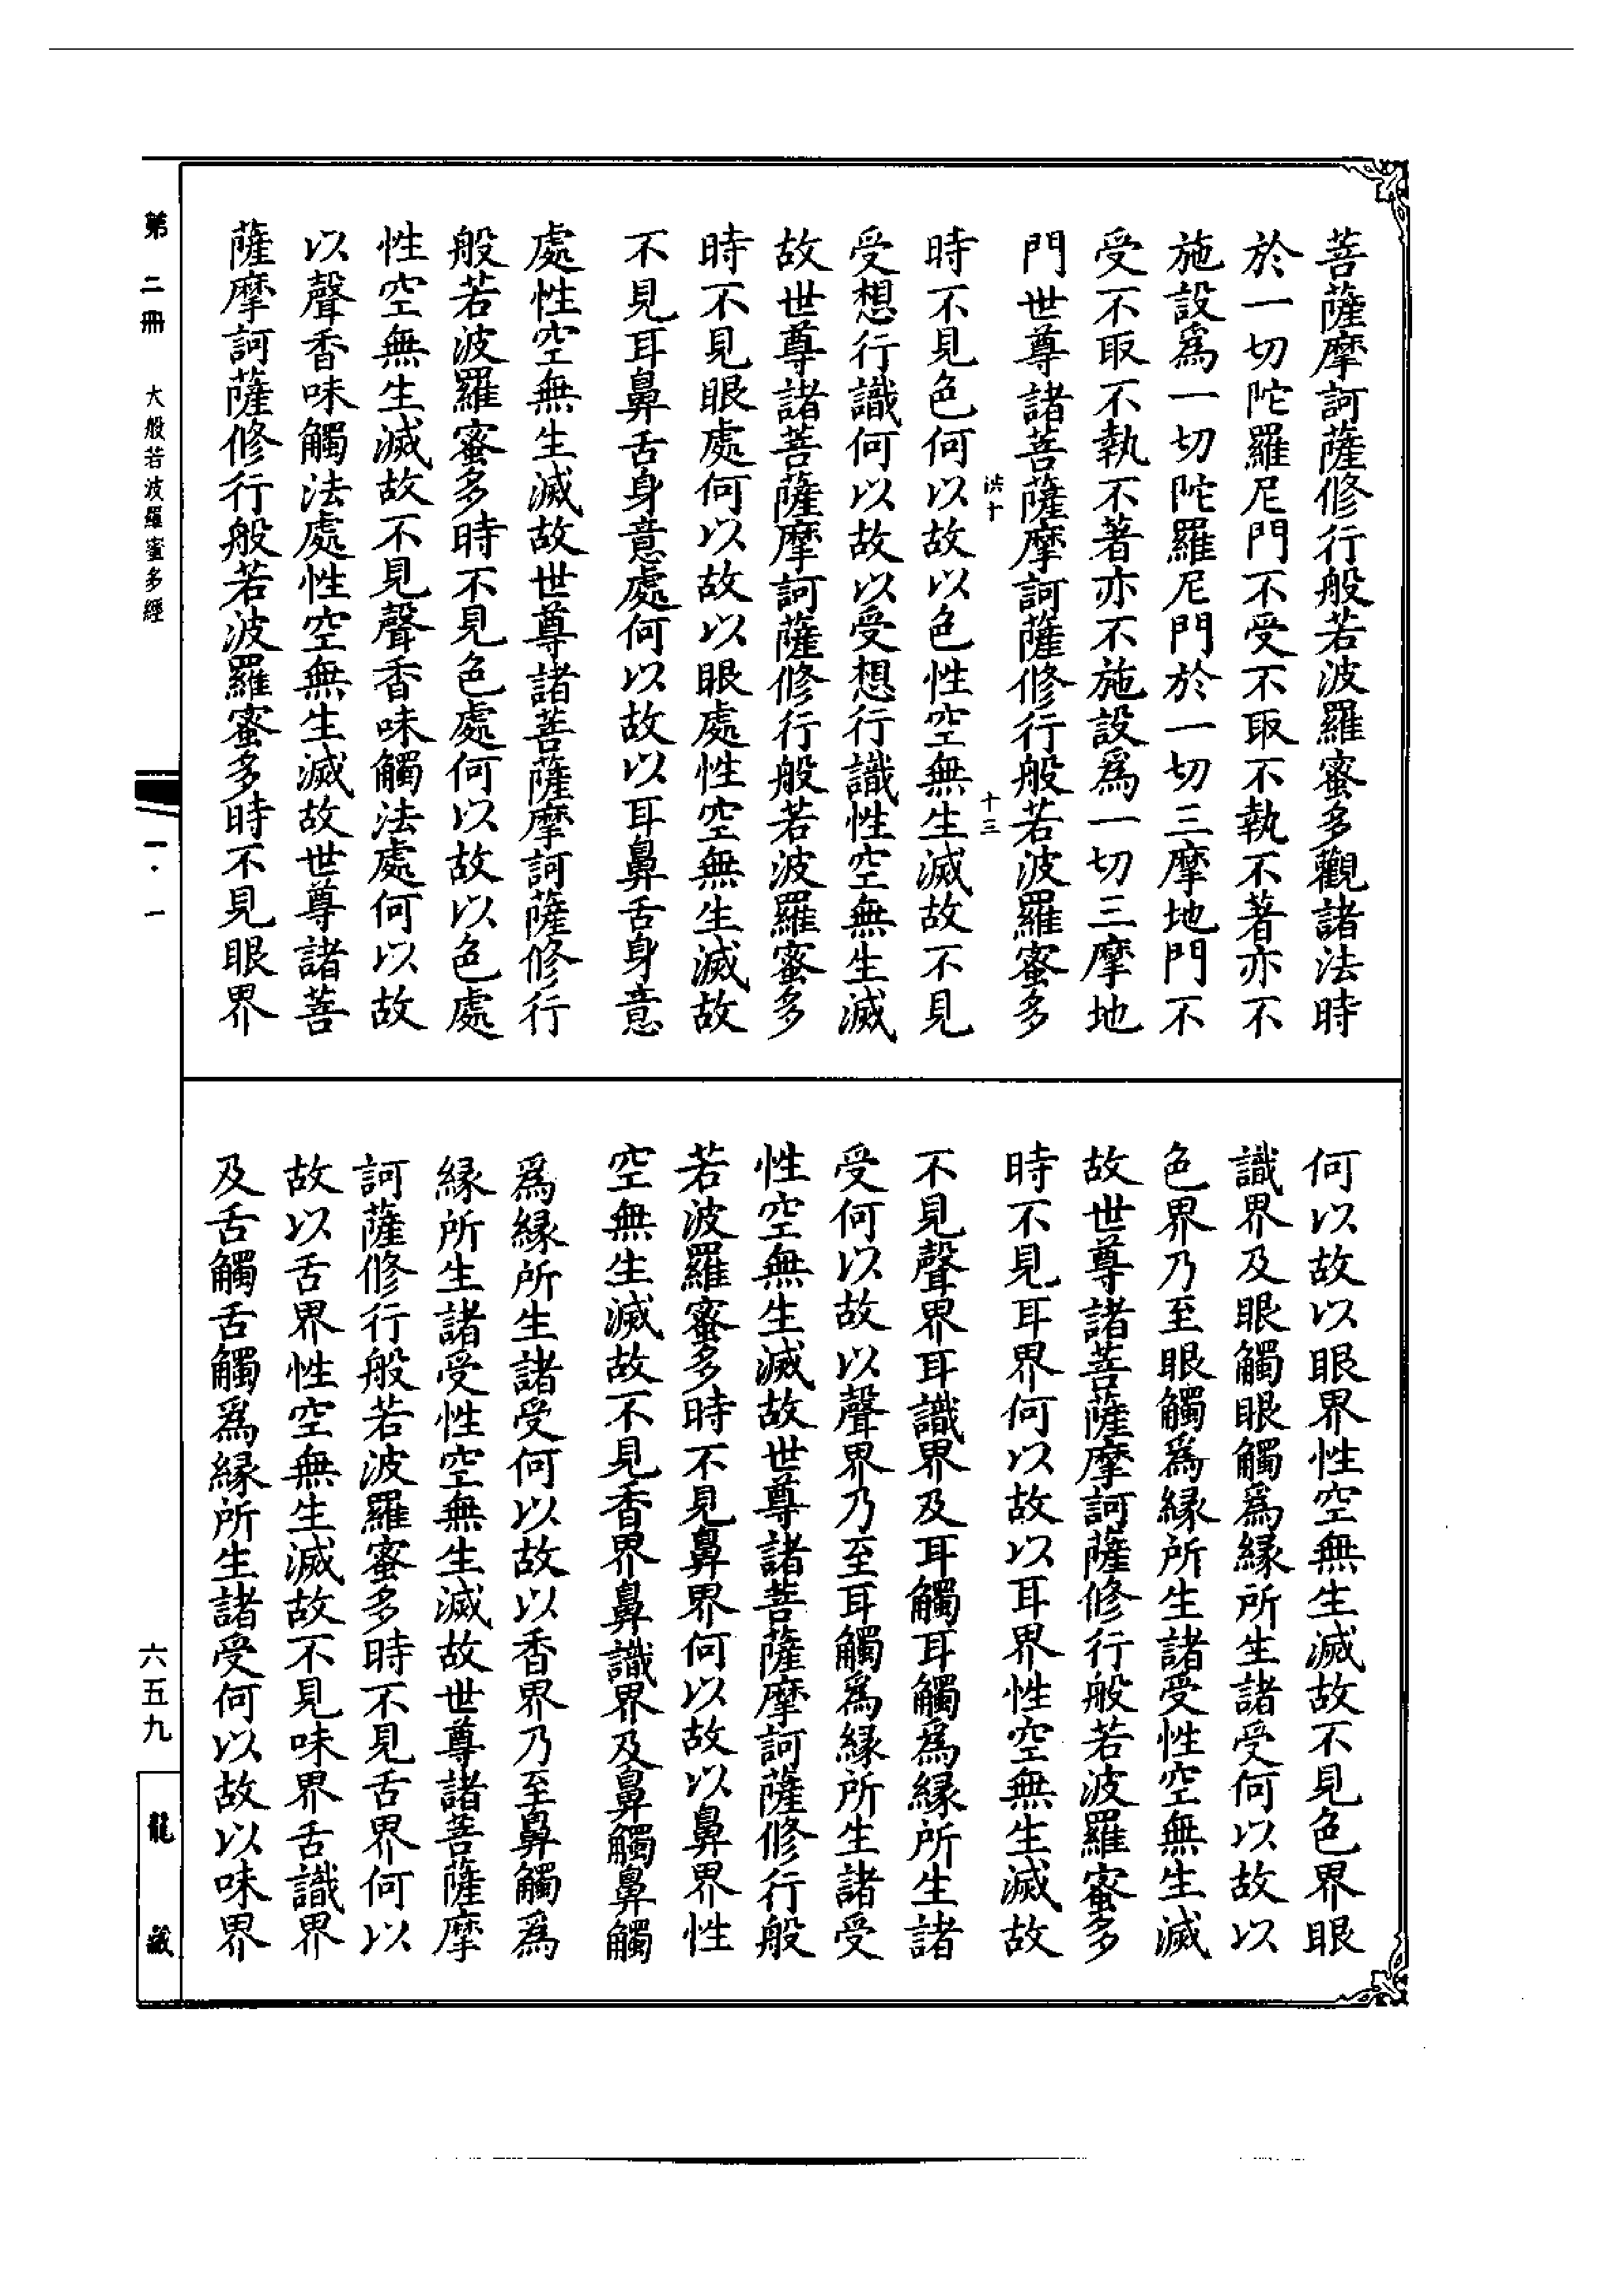 菩薩摩訶薩修行般若波羅蜜多觀諸法時
於一切陀羅尼門不受不取不執不著亦不
施設爲一切陀羅尼門於一切三摩地門不
受不取不執不著亦不施設爲一切三摩地
門世尊諸菩薩摩訶薩修行般若波羅蜜多
十三
時不見色何以故以色性空無生滅故不見
受想行識何以故以受想行識性空無生滅
故世尊諸菩薩摩訶薩修行般若波羅蜜多
時不見眼處何以故以眼處性空無生滅故
不見耳鼻舌身意處何以故以耳鼻舌身意
處性空無生滅故世尊諸菩薩摩訶薩修行
般若波羅蜜多時不見色處何以故以色處
性空無生滅故不見聲香味觸法處何以故
以聲香味觸法處性空無生滅故世尊諸菩
薩摩訶薩修行般若波羅蜜多時不見眼界
何以故以眼界性空無生滅故不見色界眼
識界及眼觸眼觸爲緣所生諸受何以故以
色界乃至眼觸爲緣所生諸受性空無生滅
故世尊諸菩薩摩訶薩修行般若波羅蜜多
時不見耳界何以故以耳界性空無生滅故
不見聲界耳識界及耳觸耳觸爲緣所生諸
受何以故以聲界乃至耳觸爲緣所生諸受
性空無生滅故世尊諸菩薩摩訶薩修行般
若波羅蜜多時不見鼻界何以故以鼻界性
空無生滅故不見香界鼻識界及鼻觸鼻觸
爲緣所生諸受何以故以香界乃至鼻觸爲
緣所生諸受性空無生滅故世尊諸菩薩摩
訶薩修行般若波羅蜜多時不見舌界何以
故以舌界性空無生滅故不見味界舌識界
及舌觸舌觸爲緣所生諸受何以故以味界
第二冊 大般若波羅蜜多經 一·一 六五九 龍藏